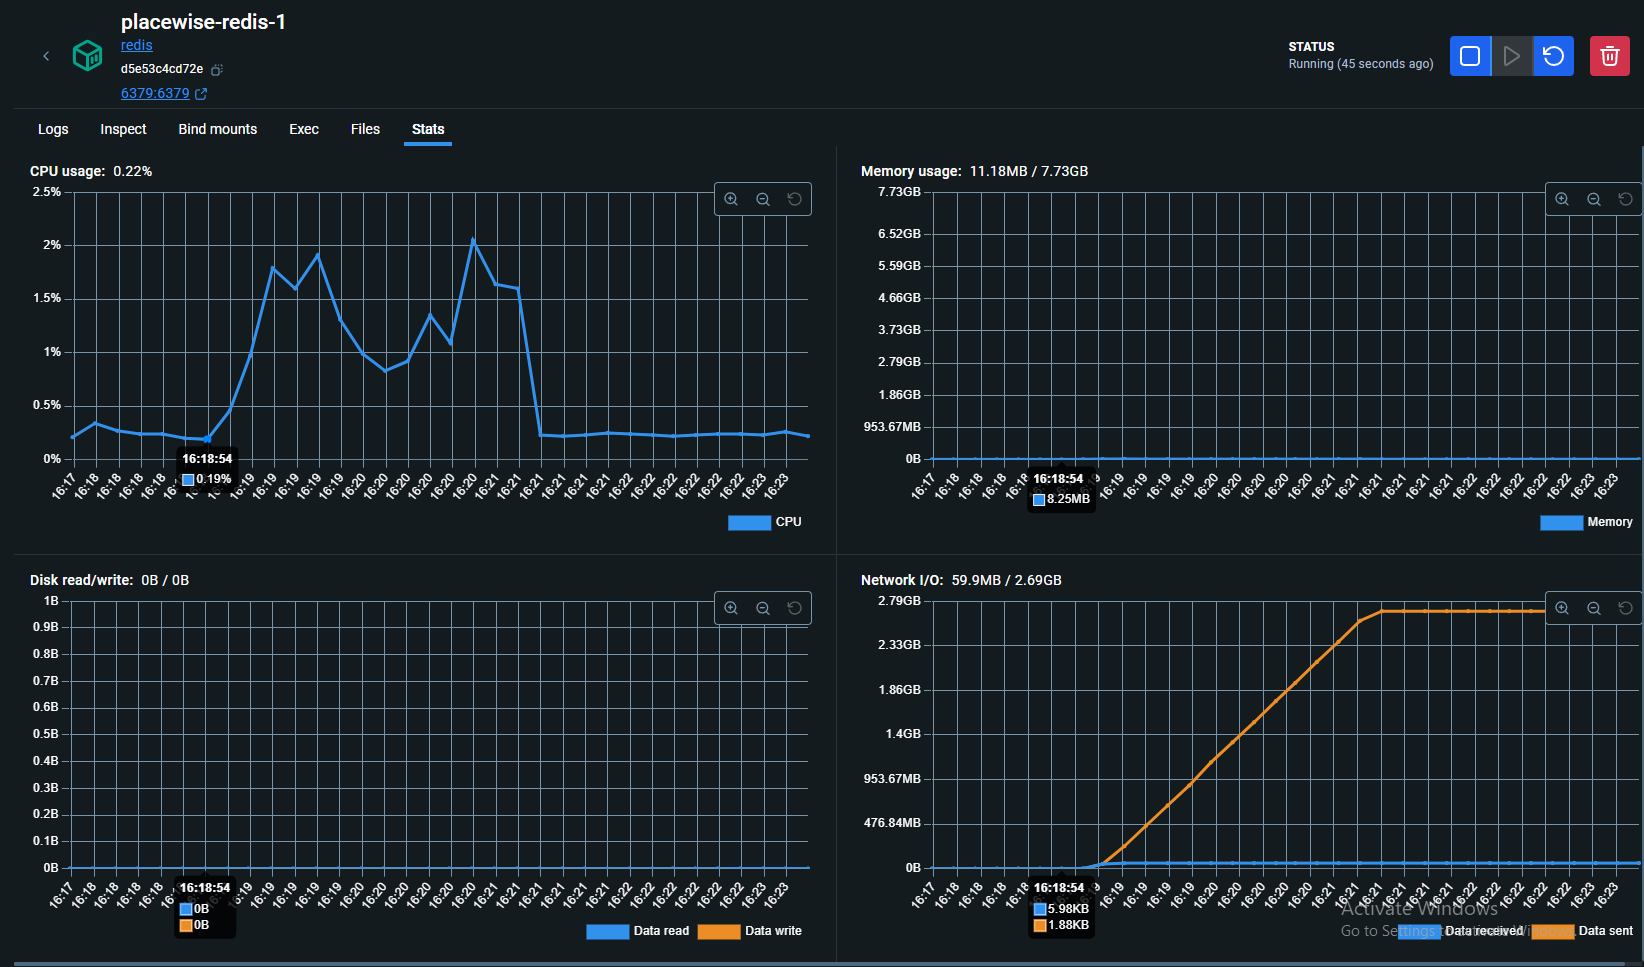 placewise-redis-1
redis
d5e53c4cd72e
6379:6379
STATUS
Running (45 seconds ago)
Logs Inspect Bind mounts Exec Files Stats
CPU usage: 0.22%
2.5%
2%
1.5%
1%
0.5%
0%
16:17 16:18 16:18 16:18 16:18 16:19 16:19 16:19 16:19 16:20 16:20 16:20 16:20 16:20 16:21 16:21 16:21 16:21 16:22 16:22 16:22 16:22 16:22 16:23 16:23
16:18:54
0.19%
CPU
Memory usage: 11.18MB / 7.73GB
7.73GB
6.52GB
5.59GB
4.66GB
3.73GB
2.79GB
1.86GB
953.67MB
0B
16:17 16:18 16:18 16:18 16:18 16:19 16:19 16:19 16:19 16:20 16:20 16:20 16:20 16:20 16:21 16:21 16:21 16:21 16:22 16:22 16:22 16:22 16:22 16:23 16:23
16:18:54
8.25MB
Memory
Disk read/write: 0B / 0B
1B
0.9B
0.8B
0.7B
0.6B
0.5B
0.4B
0.3B
0.2B
0.1B
0B
16:17 16:18 16:18 16:18 16:18 16:19 16:19 16:19 16:19 16:20 16:20 16:20 16:20 16:20 16:21 16:21 16:21 16:21 16:22 16:22 16:22 16:22 16:22 16:23 16:23
16:18:54
0B
0B
Data read Data write
Network I/O: 59.9MB / 2.69GB
2.79GB
2.33GB
1.86GB
1.4GB
953.67MB
476.84MB
0B
16:17 16:18 16:18 16:18 16:18 16:19 16:19 16:19 16:19 16:20 16:20 16:20 16:20 16:20 16:21 16:21 16:21 16:21 16:22 16:22 16:22 16:22 16:22 16:23 16:23
16:18:54
5.98KB
1.88KB
Data received Data sent
Activate Windows
Go to Settings to activate Windows.